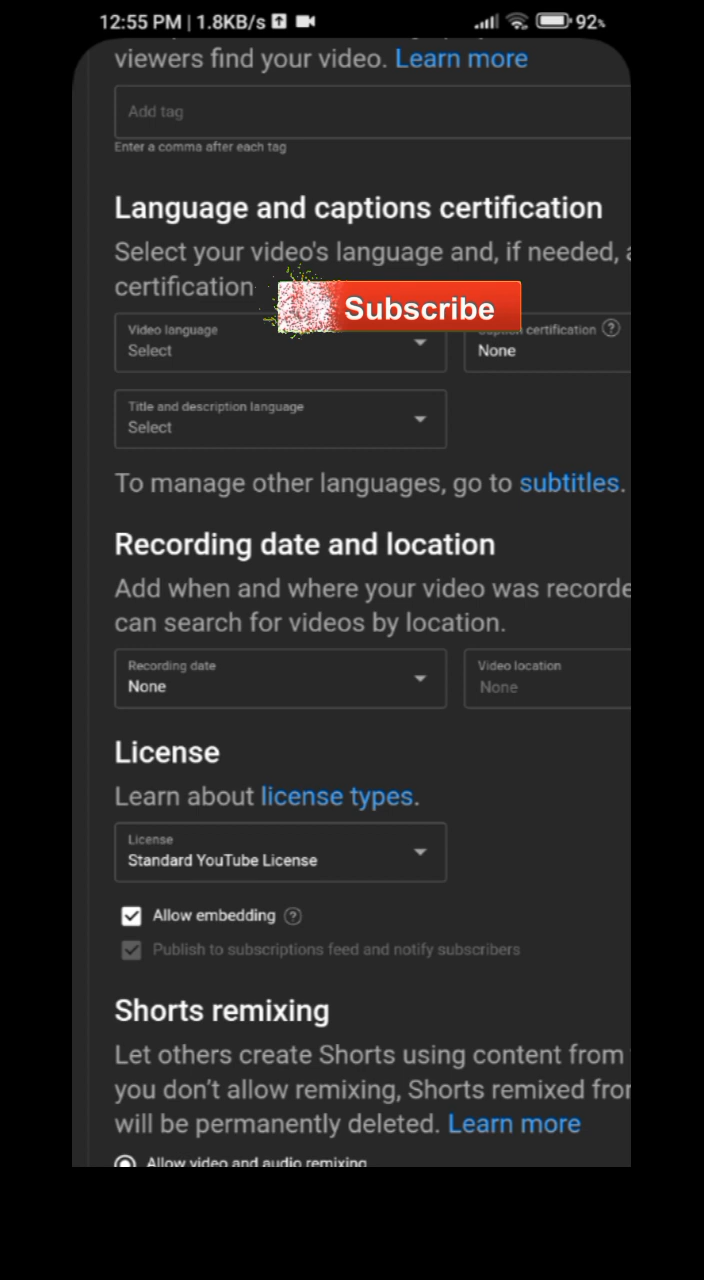 12:55 PM | 1.8KB/s
92%
viewers find your video. Learn more
Add tag
Enter a comma after each tag
Language and captions certification
Select your video's language and, if needed,
certification
Subscribe
Video language
Select
certification ?
None
Title and description language
Select
To manage other languages, go to subtitles.
Recording date and location
Add when and where your video was recorde
can search for videos by location.
Recording date
None
Video location
None
License
Learn about license types.
License
Standard YouTube License
Allow embedding ?
Publish to subscriptions feed and notify subscribers
Shorts remixing
Let others create Shorts using content from
you don't allow remixing, Shorts remixed fro
will be permanently deleted. Learn more
Allow video and audio remixing